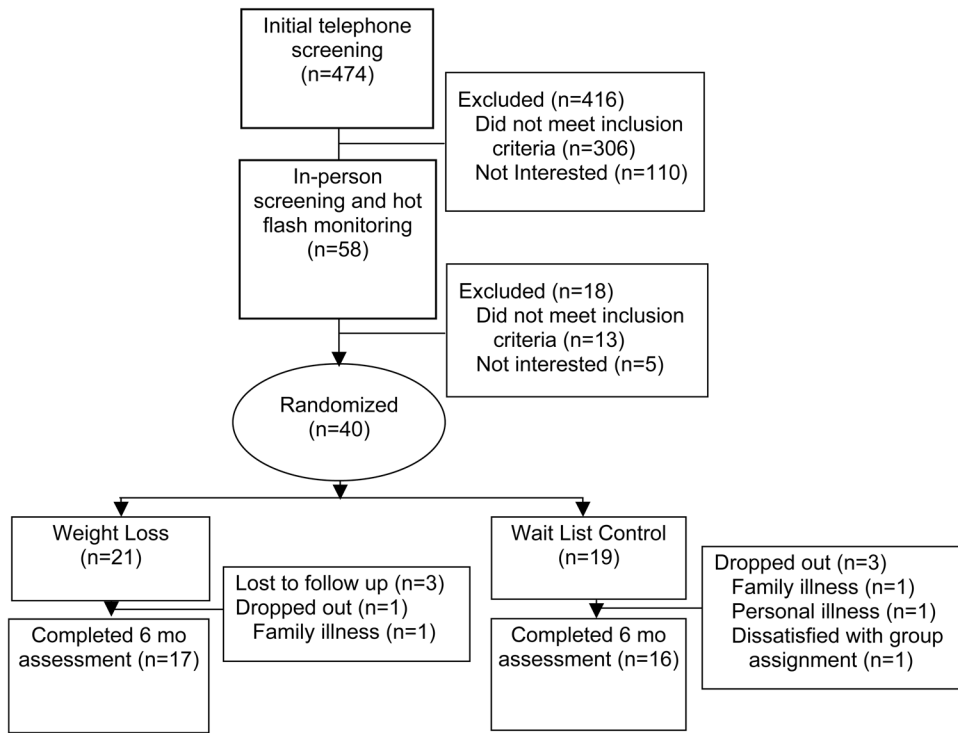 Initial telephone
screening
(n=474)
Excluded (n=416)
Did not meet inclusion
criteria (n=306)
Not Interested (n=110)
In-person
screening and hot
flash monitoring
(n=58)
Excluded (n=18)
Did not meet inclusion
criteria (n=13)
Not interested (n=5)
Randomized
(n=40)
Weight Loss
(n=21)
Lost to follow up (n=3)
Dropped out (n=1)
Family illness (n=1)
Completed 6 mo
assessment (n=17)
Wait List Control
(n=19)
Dropped out (n=3)
Family illness (n=1)
Personal illness (n=1)
Dissatisfied with group
assignment (n=1)
Completed 6 mo
assessment (n=16)